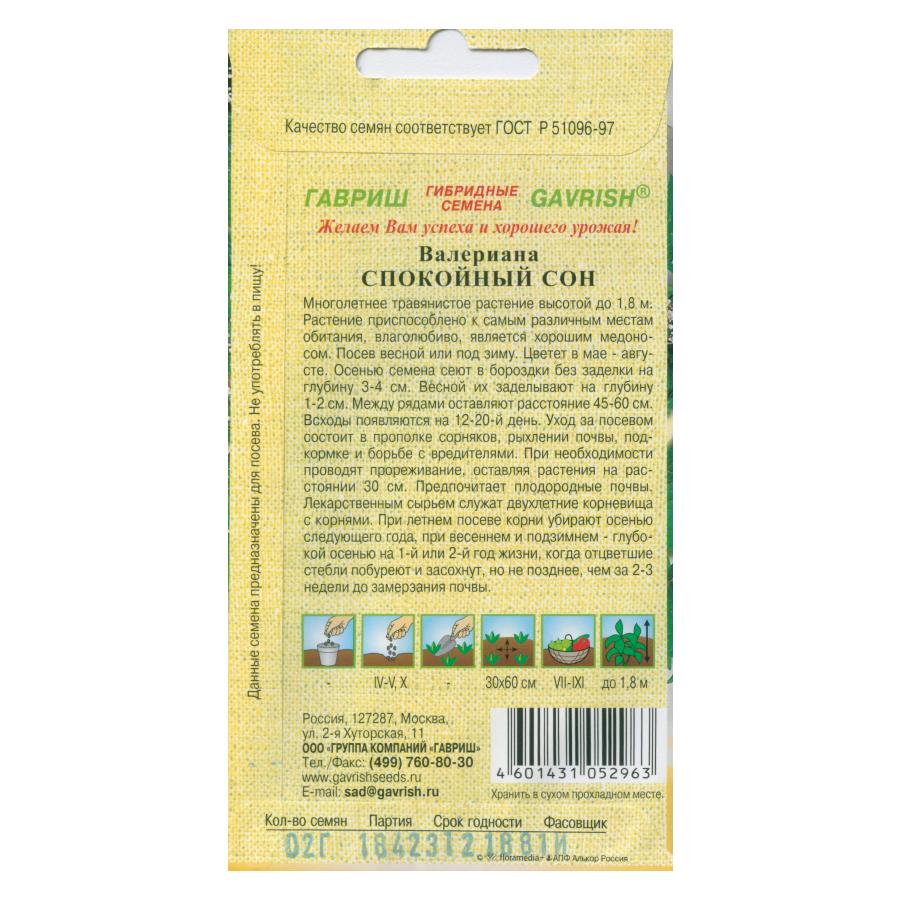 Качество семян соответствует ГОСТ Р 51096-97
ГАВРИШ ГИБРИДНЫЕ СЕМЕНА GAVRISH®
Желаем Вам успеха и хорошего урожая!
Валериана
СПОКОЙНЫЙ СОН
Многолетнее травянистое растение высотой до 1,8 м.
Растение приспособлено к самым различным местам
обитания, влаголюбиво, является хорошим медоно-
сом. Посев весной или под зиму. Цветет в мае - авгу-
сте. Осенью семена сеют в бороздки без заделки на
глубину 3-4 см. Весной их заделывают на глубину
1-2 см. Между рядами оставляют расстояние 45-60 см.
Всходы появляются на 12-20-й день. Уход за посевом
состоит в прополке сорняков, рыхлении почвы, под-
кормке и борьбе с вредителями. При необходимости
проводят прореживание, оставляя растения на рас-
стоянии 30 см. Предпочитает плодородные почвы.
Лекарственным сырьем служат двухлетние корневища
с корнями. При летнем посеве корни убирают осенью
следующего года, при весеннем и подзимнем - глубо-
кой осенью на 1-й или 2-й год жизни, когда отцветшие
стебли побуреют и засохнут, но не позднее, чем за 2-3
недели до замерзания почвы.
Данные семена предназначены для посева. Не употреблять в пищу!
- IV-V, X - 30x60 см VII-IXI до 1,8 м
Россия, 127287, Москва,
ул. 2-я Хуторская, 11
ООО «ГРУППА КОМПАНИЙ «ГАВРИШ»
Тел./Факс: (499) 760-80-30
www.gavrishseeds.ru
E-mail: sad@gavrish.ru
4 601431 052963
Хранить в сухом прохладном месте.
Кол-во семян Партия Срок годности Фасовщик
02Г 1842312 1881И
© floramedia - АПФ Алькор Россия